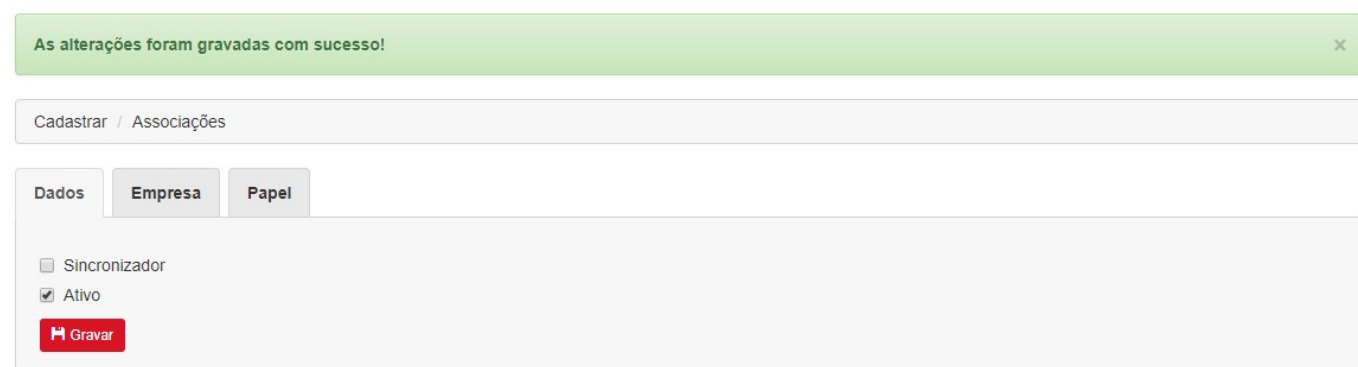 As alterações foram gravadas com sucesso! ×
Cadastrar / Associações
Dados Empresa Papel
Sincronizador
Ativo
Gravar